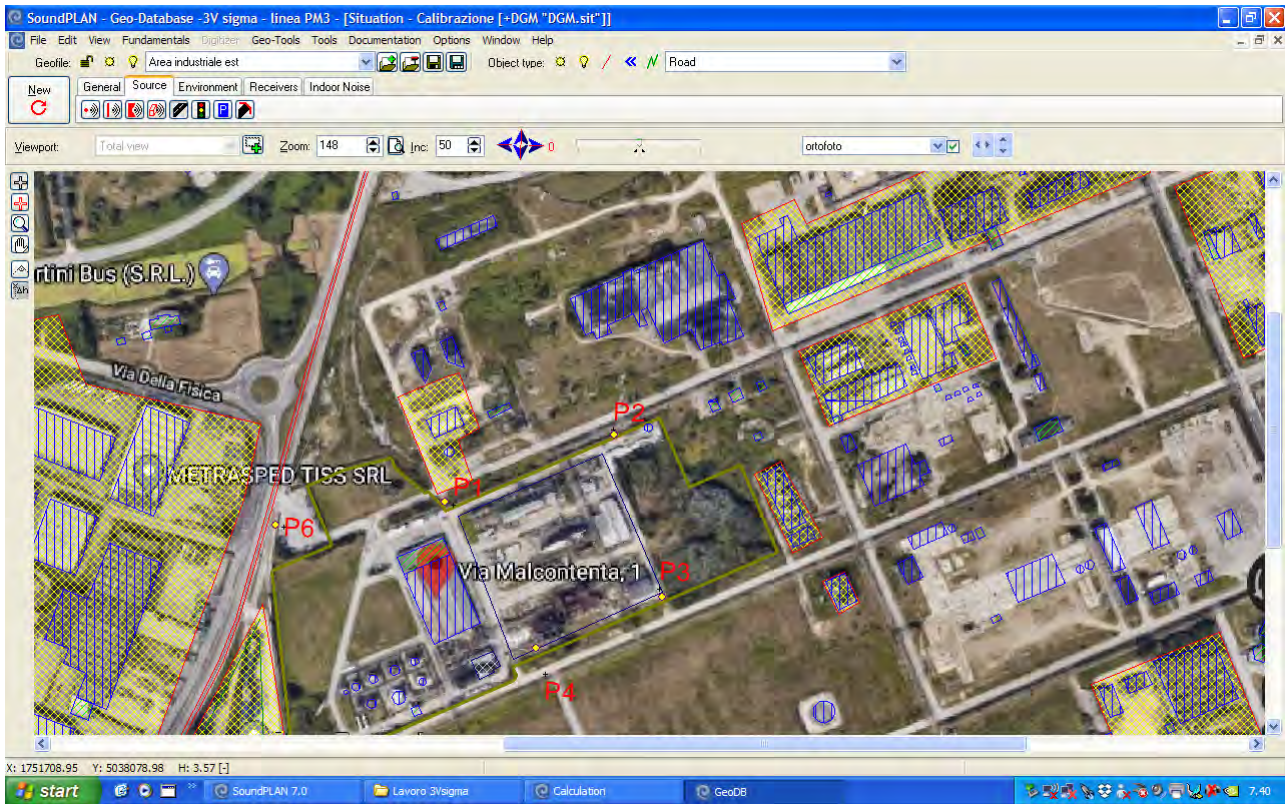 SoundPLAN - Geo-Database -3V sigma - linea PM3 - [Situation - Calibrazione [+DGM "DGM.sit"]]
File Edit View Fundamentals Digitizer Geo-Tools Tools Documentation Options Window Help
Geofile: Area industriale est Object type: Road
New General Source Environment Receivers Indoor Noise
Viewport: Total view Zoom: 148 Inc: 50 0 ortofoto
rtini Bus (S.R.L.)
Via Della Fisica
P2
METRASPED TISS SRL
P1
P6
Via Malcontenta, 1
P3
P4
X: 1751708.95 Y: 5038078.98 H: 3.57 [-]
start SoundPLAN 7.0 Lavoro 3Vsigma Calculation GeoDB 7.40